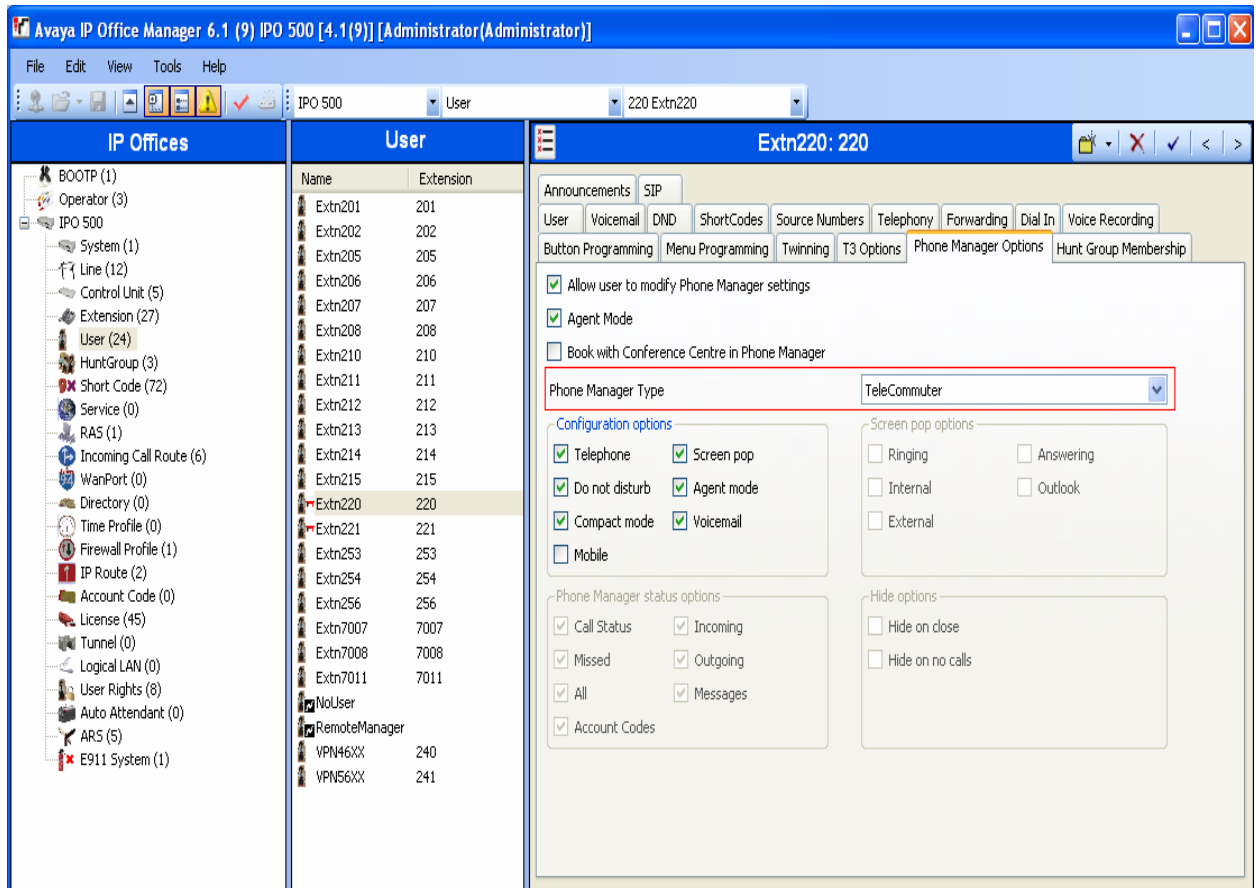 Avaya IP Office Manager 6.1 (9) IPO 500 [4.1(9)] [Administrator(Administrator)]
File Edit View Tools Help
IPO 500 User 220 Extn220
IP Offices
BOOTP (1)
Operator (3)
IPO 500
System (1)
Line (12)
Control Unit (5)
Extension (27)
User (24)
HuntGroup (3)
Short Code (72)
Service (0)
RAS (1)
Incoming Call Route (6)
WanPort (0)
Directory (0)
Time Profile (0)
Firewall Profile (1)
IP Route (2)
Account Code (0)
License (45)
Tunnel (0)
Logical LAN (0)
User Rights (8)
Auto Attendant (0)
ARS (5)
E911 System (1)
User
Name Extension
Extn201 201
Extn202 202
Extn205 205
Extn206 206
Extn207 207
Extn208 208
Extn210 210
Extn211 211
Extn212 212
Extn213 213
Extn214 214
Extn215 215
Extn220 220
Extn221 221
Extn253 253
Extn254 254
Extn256 256
Extn7007 7007
Extn7008 7008
Extn7011 7011
NoUser
RemoteManager
VPN46XX 240
VPN56XX 241
Extn220: 220
Announcements SIP
User Voicemail DND ShortCodes Source Numbers Telephony Forwarding Dial In Voice Recording
Button Programming Menu Programming Twinning T3 Options Phone Manager Options Hunt Group Membership
Allow user to modify Phone Manager settings
Agent Mode
Book with Conference Centre in Phone Manager
Phone Manager Type TeleCommuter
Configuration options
Telephone Screen pop
Do not disturb Agent mode
Compact mode Voicemail
Mobile
Screen pop options
Ringing Answering
Internal Outlook
External
Phone Manager status options
Call Status Incoming
Missed Outgoing
All Messages
Account Codes
Hide options
Hide on close
Hide on no calls